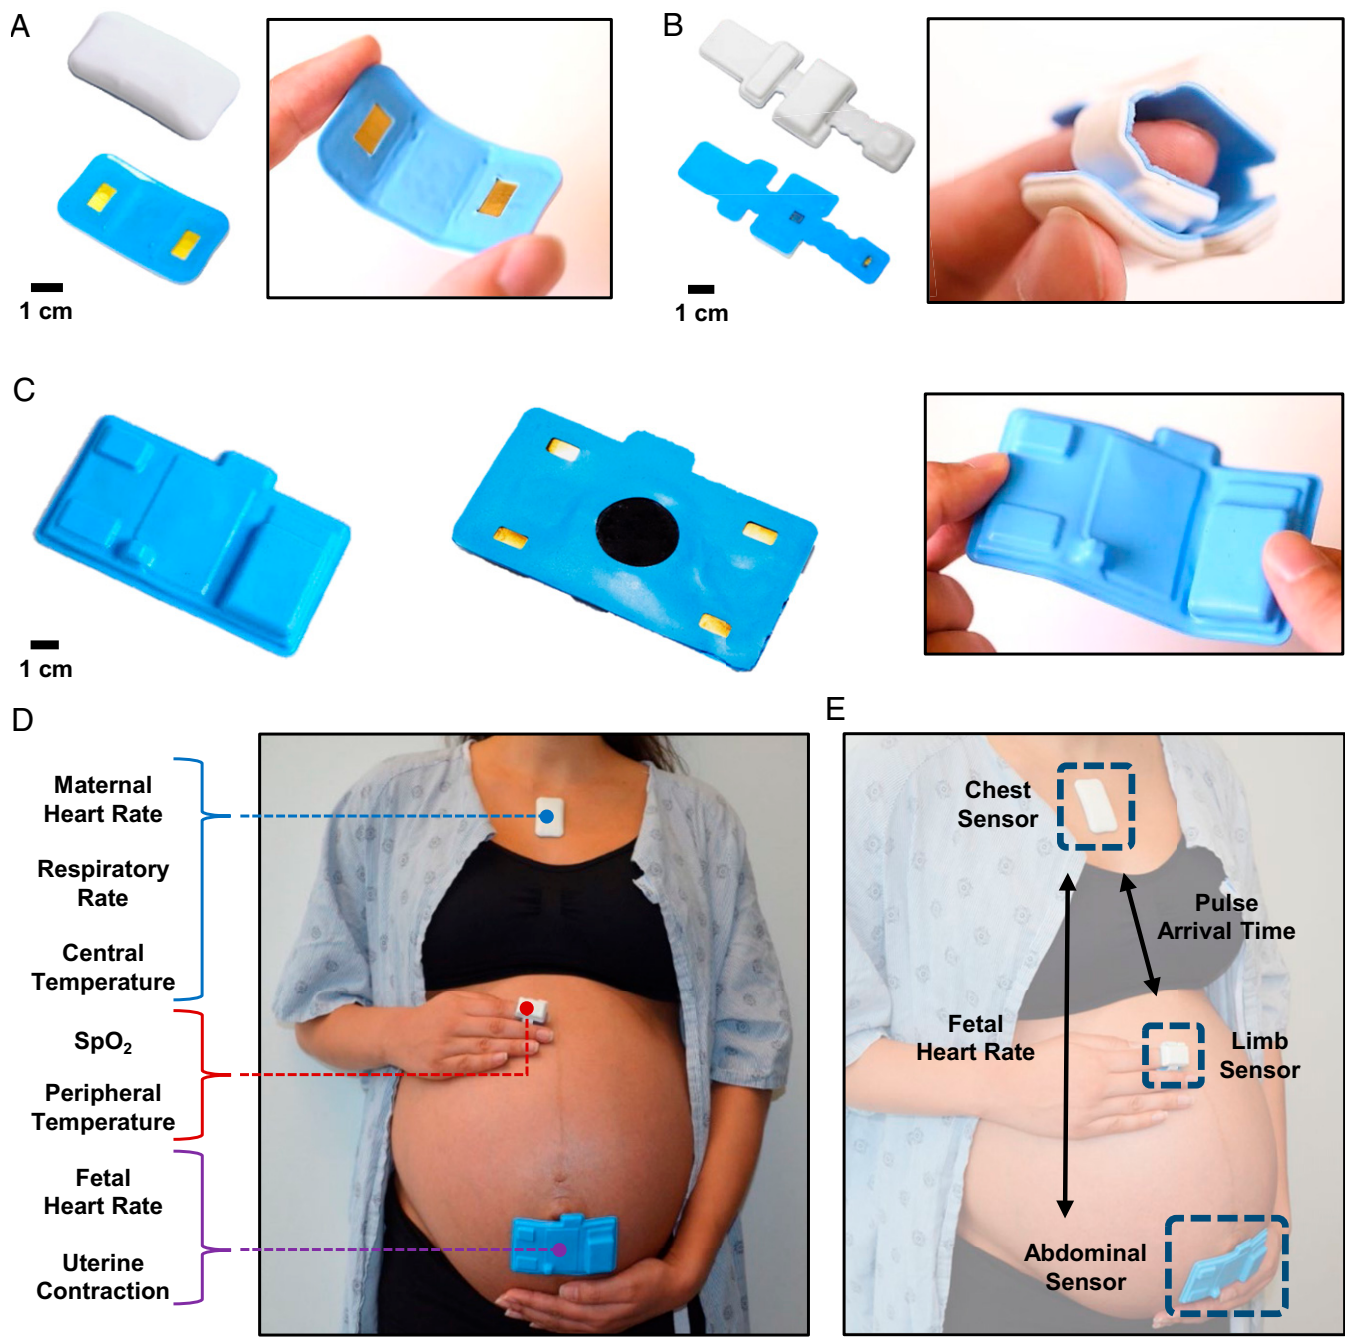 A
B
1 cm
1 cm
C
1 cm
D
E
Maternal
Heart Rate
Respiratory
Rate
Central
Temperature
SpO₂
Peripheral
Temperature
Fetal
Heart Rate
Uterine
Contraction
Chest
Sensor
Pulse
Arrival Time
Fetal
Heart Rate
Limb
Sensor
Abdominal
Sensor